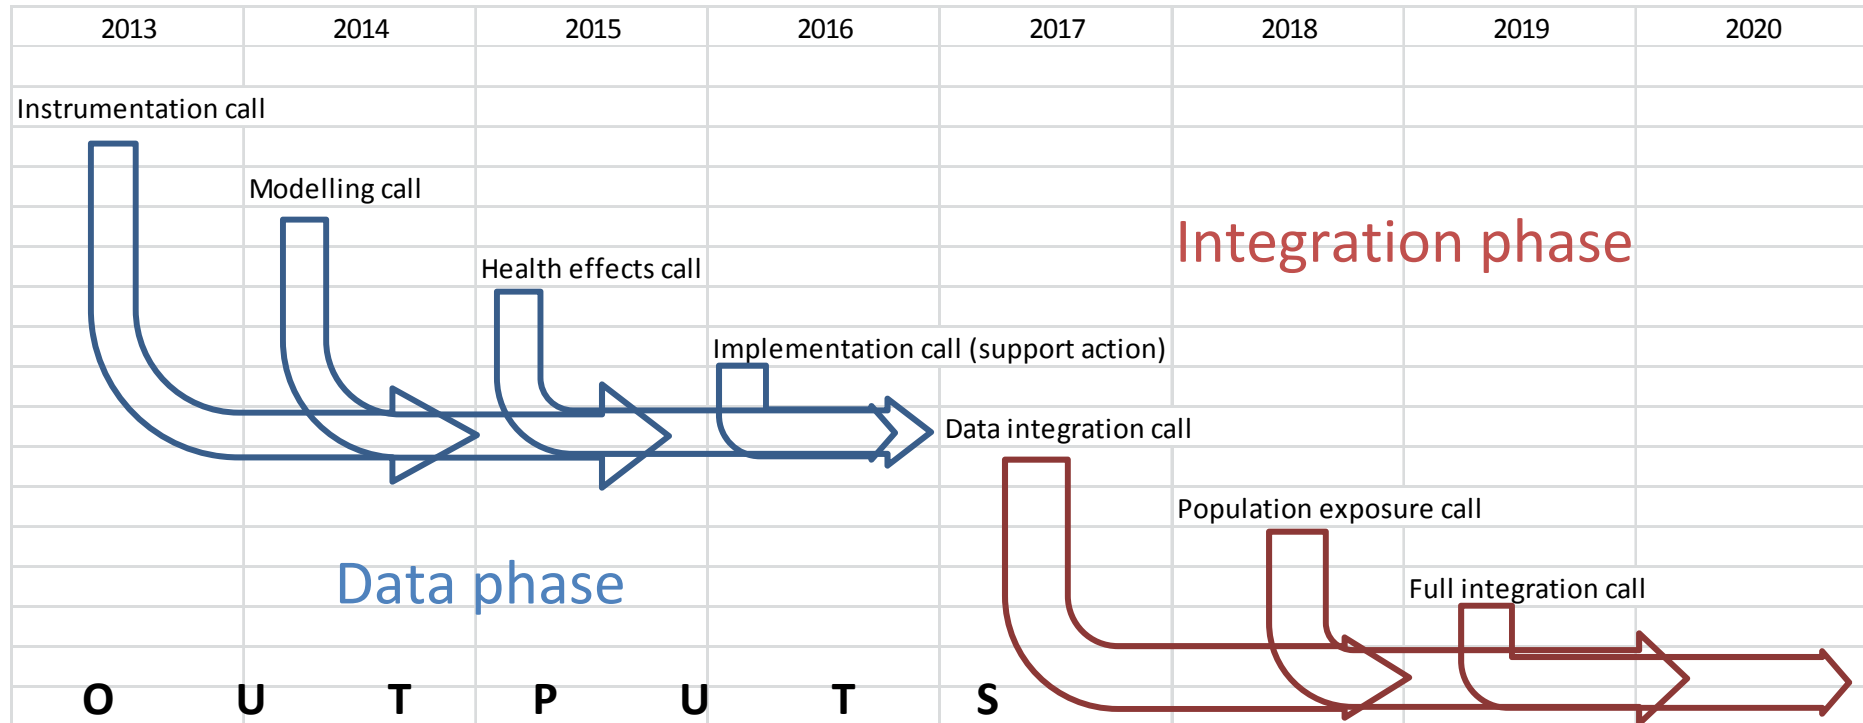 2013 2014 2015 2016 2017 2018 2019 2020
Instrumentation call
Modelling call
Integration phase
Health effects call
Implementation call (support action)
Data integration call
Population exposure call
Data phase
Full integration call
O U T P U T S